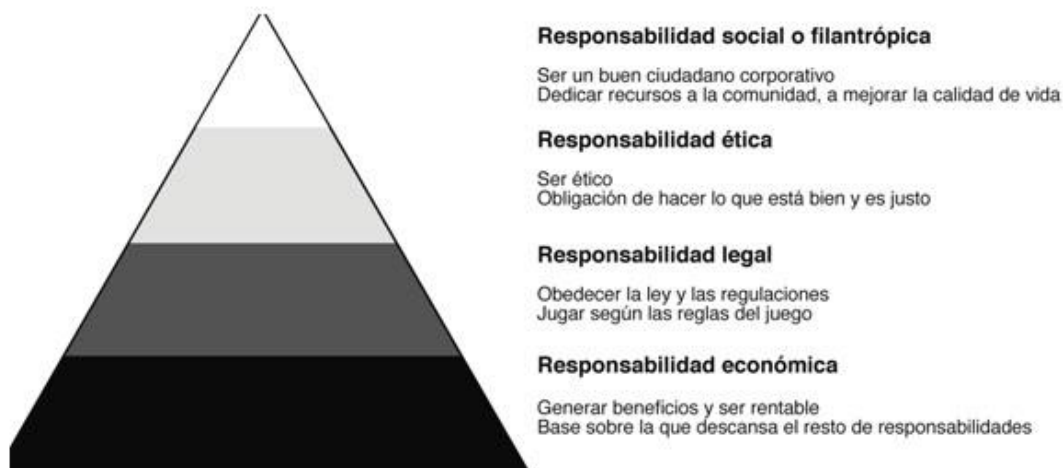 Responsabilidad social o filantrópica
Ser un buen ciudadano corporativo
Dedicar recursos a la comunidad, a mejorar la calidad de vida
Responsabilidad ética
Ser ético
Obligación de hacer lo que está bien y es justo
Responsabilidad legal
Obedecer la ley y las regulaciones
Jugar según las reglas del juego
Responsabilidad económica
Generar beneficios y ser rentable
Base sobre la que descansa el resto de responsabilidades